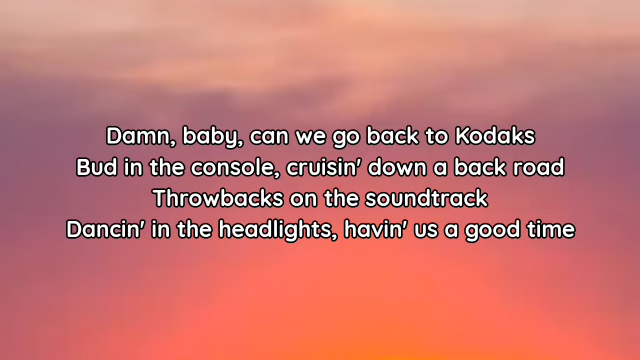 Damn, baby, can we go back to Kodaks
Bud in the console, cruisin' down a back road
Throwbacks on the soundtrack
Dancin' in the headlights, havin' us a good time